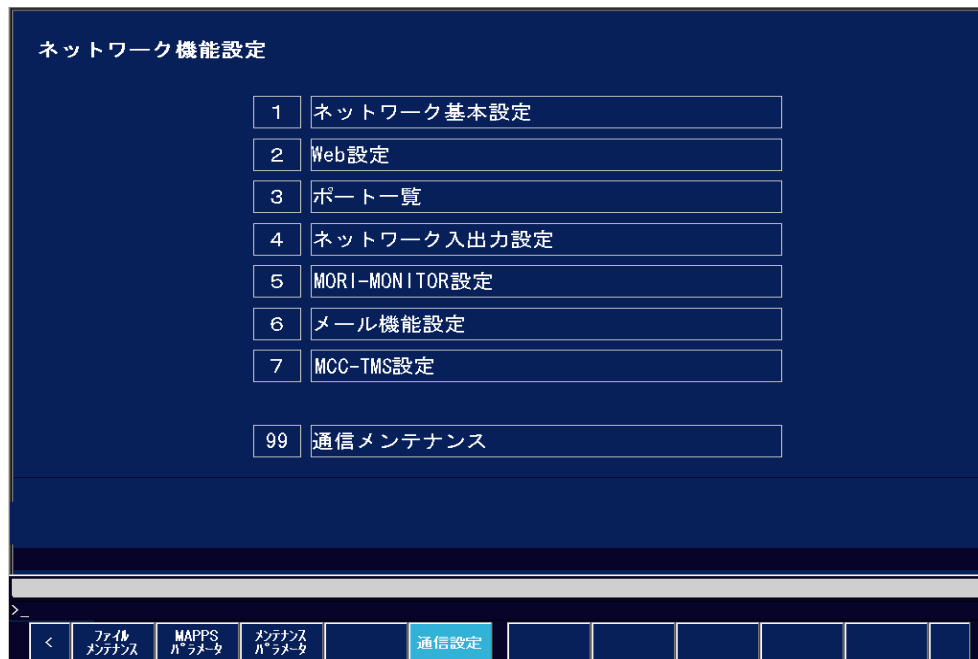 ネットワーク機能設定
1 ネットワーク基本設定
2 Web設定
3 ポート一覧
4 ネットワーク入出力設定
5 MORI-MONITOR設定
6 メール機能設定
7 MCC-TMS設定
99 通信メンテナンス
>_
< ファイル メンテナンス MAPPS パラメータ メンテナンス パラメータ 通信設定